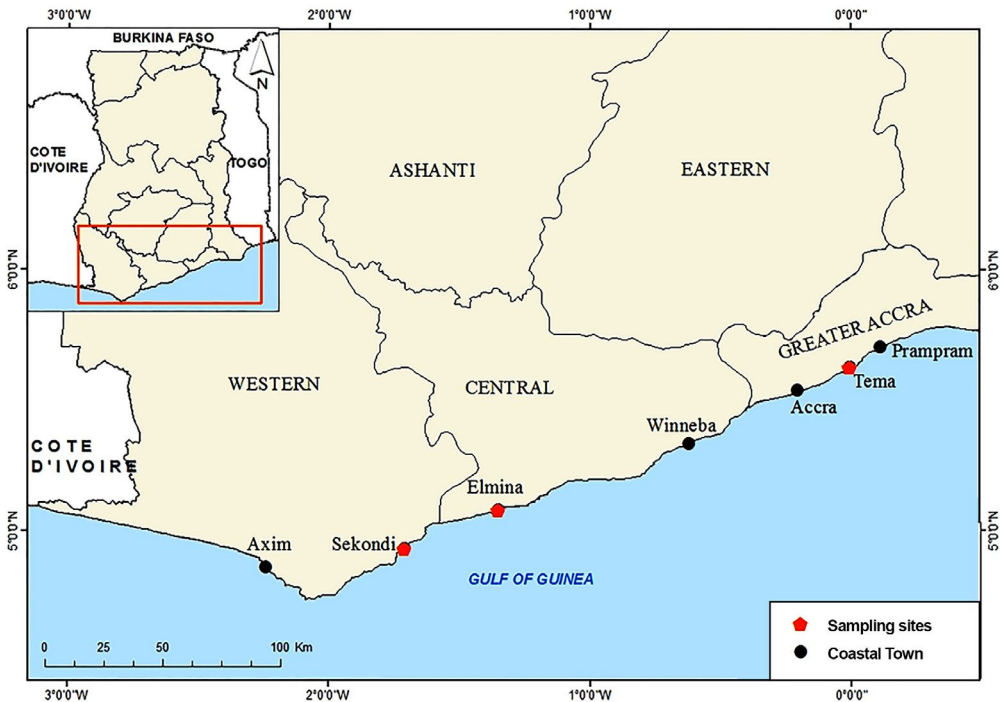 3°0'0"W 2°0'0"W 1°0'0"W 0°0'0"
BURKINA FASO
N
COTE
D'IVOIRE
TOGO
ASHANTI
EASTERN
6°0'0"N
6°0'0"N
GREATER ACCRA
Prampram
WESTERN
CENTRAL
Tema
Accra
Winneba
COTE
D'IVOIRE
Elmina
5°0'0"N
5°0'0"N
Axim
Sekondi
GULF OF GUINEA
Sampling sites
Coastal Town
0 25 50 100 Km
3°0'0"W 2°0'0"W 1°0'0"W 0°0'0"